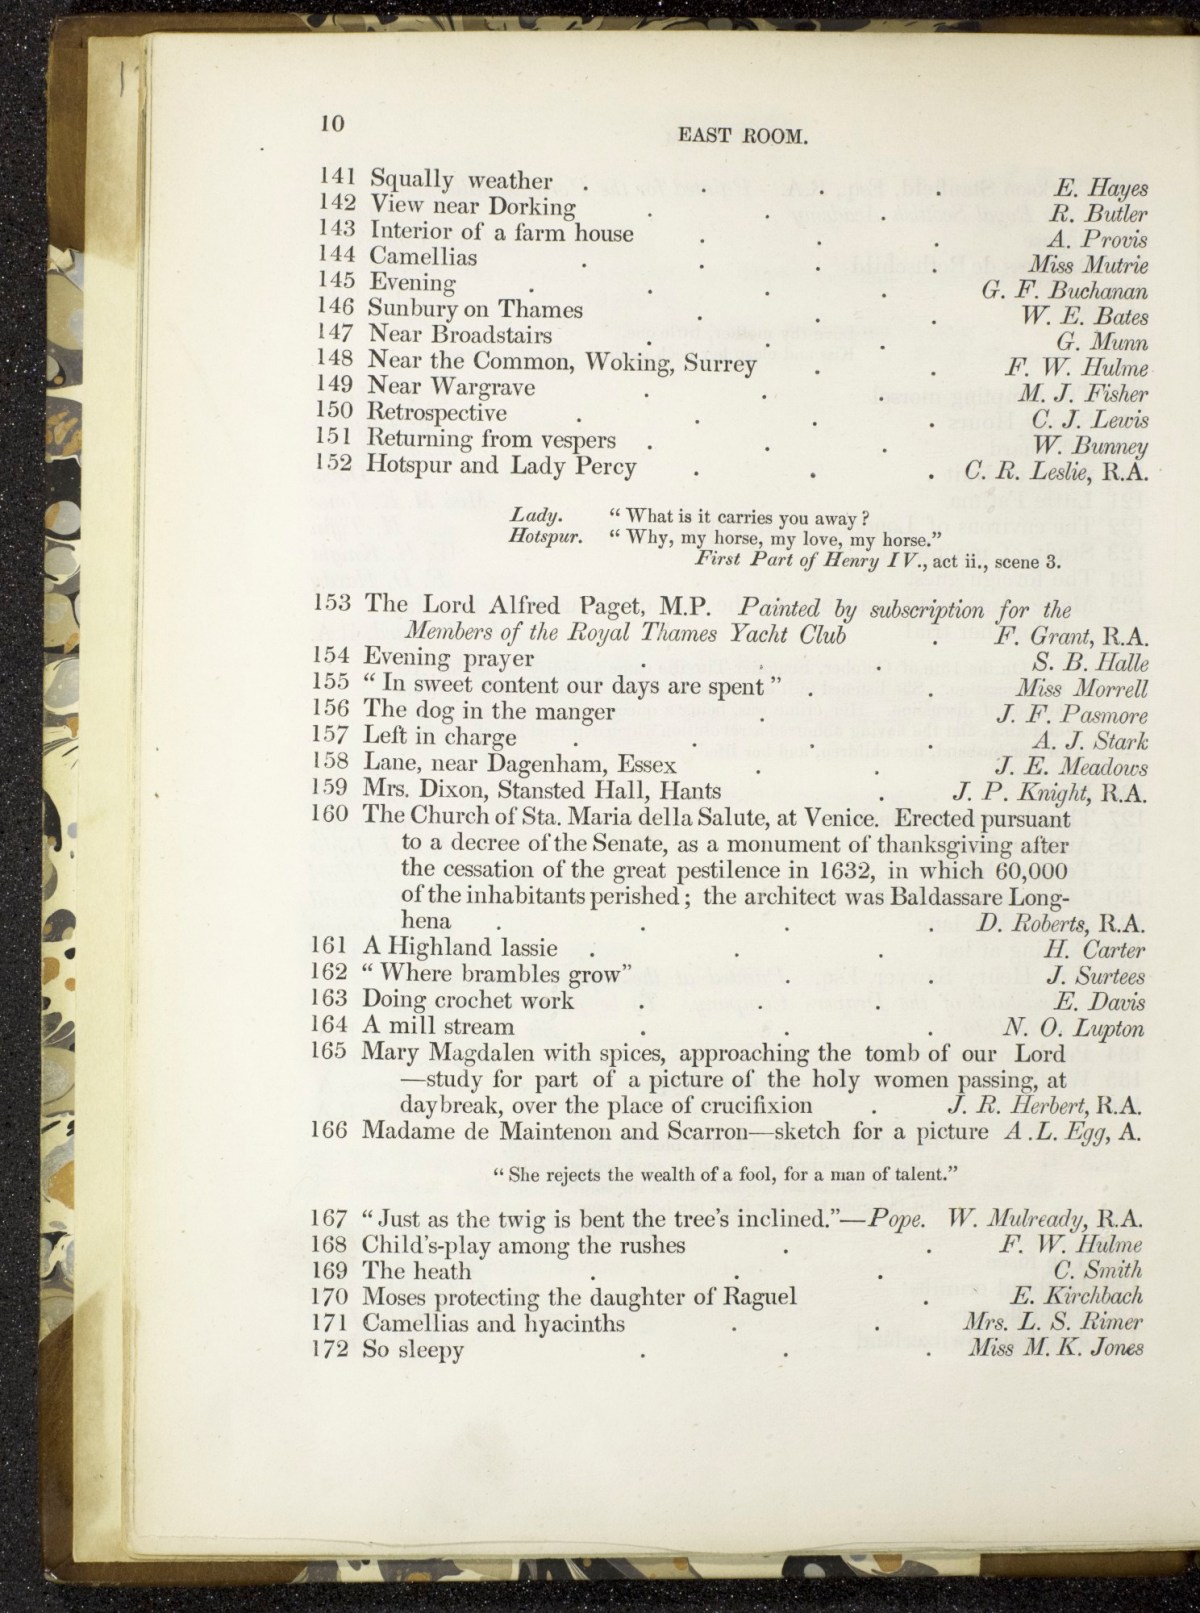 10
EAST ROOM.
141 Squally weather . . . . E. Hayes
142 View near Dorking . . . R. Butler
143 Interior of a farm house . . . A. Provis
144 Camellias . . . . Miss Mutrie
145 Evening . . . . G. F. Buchanan
146 Sunbury on Thames . . . W. E. Bates
147 Near Broadstairs . . . G. Munn
148 Near the Common, Woking, Surrey . . F. W. Hulme
149 Near Wargrave . . . M. J. Fisher
150 Retrospective . . . . C. J. Lewis
151 Returning from vespers . . . W. Bunney
152 Hotspur and Lady Percy . . . C. R. Leslie, R.A.
Lady. “ What is it carries you away ?
Hotspur. “ Why, my horse, my love, my horse.”
First Part of Henry IV., act ii., scene 3.
153 The Lord Alfred Paget, M.P. Painted by subscription for the
Members of the Royal Thames Yacht Club . F. Grant, R.A.
154 Evening prayer . . . S. B. Halle
155 “ In sweet content our days are spent ” . . Miss Morrell
156 The dog in the manger . . J. F. Pasmore
157 Left in charge . . . . A. J. Stark
158 Lane, near Dagenham, Essex . . J. E. Meadows
159 Mrs. Dixon, Stansted Hall, Hants . J. P. Knight, R.A.
160 The Church of Sta. Maria della Salute, at Venice. Erected pursuant
to a decree of the Senate, as a monument of thanksgiving after
the cessation of the great pestilence in 1632, in which 60,000
of the inhabitants perished ; the architect was Baldassare Long-
hena . . . . D. Roberts, R.A.
161 A Highland lassie . . . H. Carter
162 “ Where brambles grow” . . J. Surtees
163 Doing crochet work . . . E. Davis
164 A mill stream . . . N. O. Lupton
165 Mary Magdalen with spices, approaching the tomb of our Lord
—study for part of a picture of the holy women passing, at
daybreak, over the place of crucifixion . J. R. Herbert, R.A.
166 Madame de Maintenon and Scarron—sketch for a picture A .L. Egg, A.
“ She rejects the wealth of a fool, for a man of talent.”
167 “ Just as the twig is bent the tree’s inclined.”—Pope. W. Mulready, R.A.
168 Child’s-play among the rushes . . F. W. Hulme
169 The heath . . . C. Smith
170 Moses protecting the daughter of Raguel . E. Kirchbach
171 Camellias and hyacinths . . Mrs. L. S. Rimer
172 So sleepy . . . Miss M. K. Jones